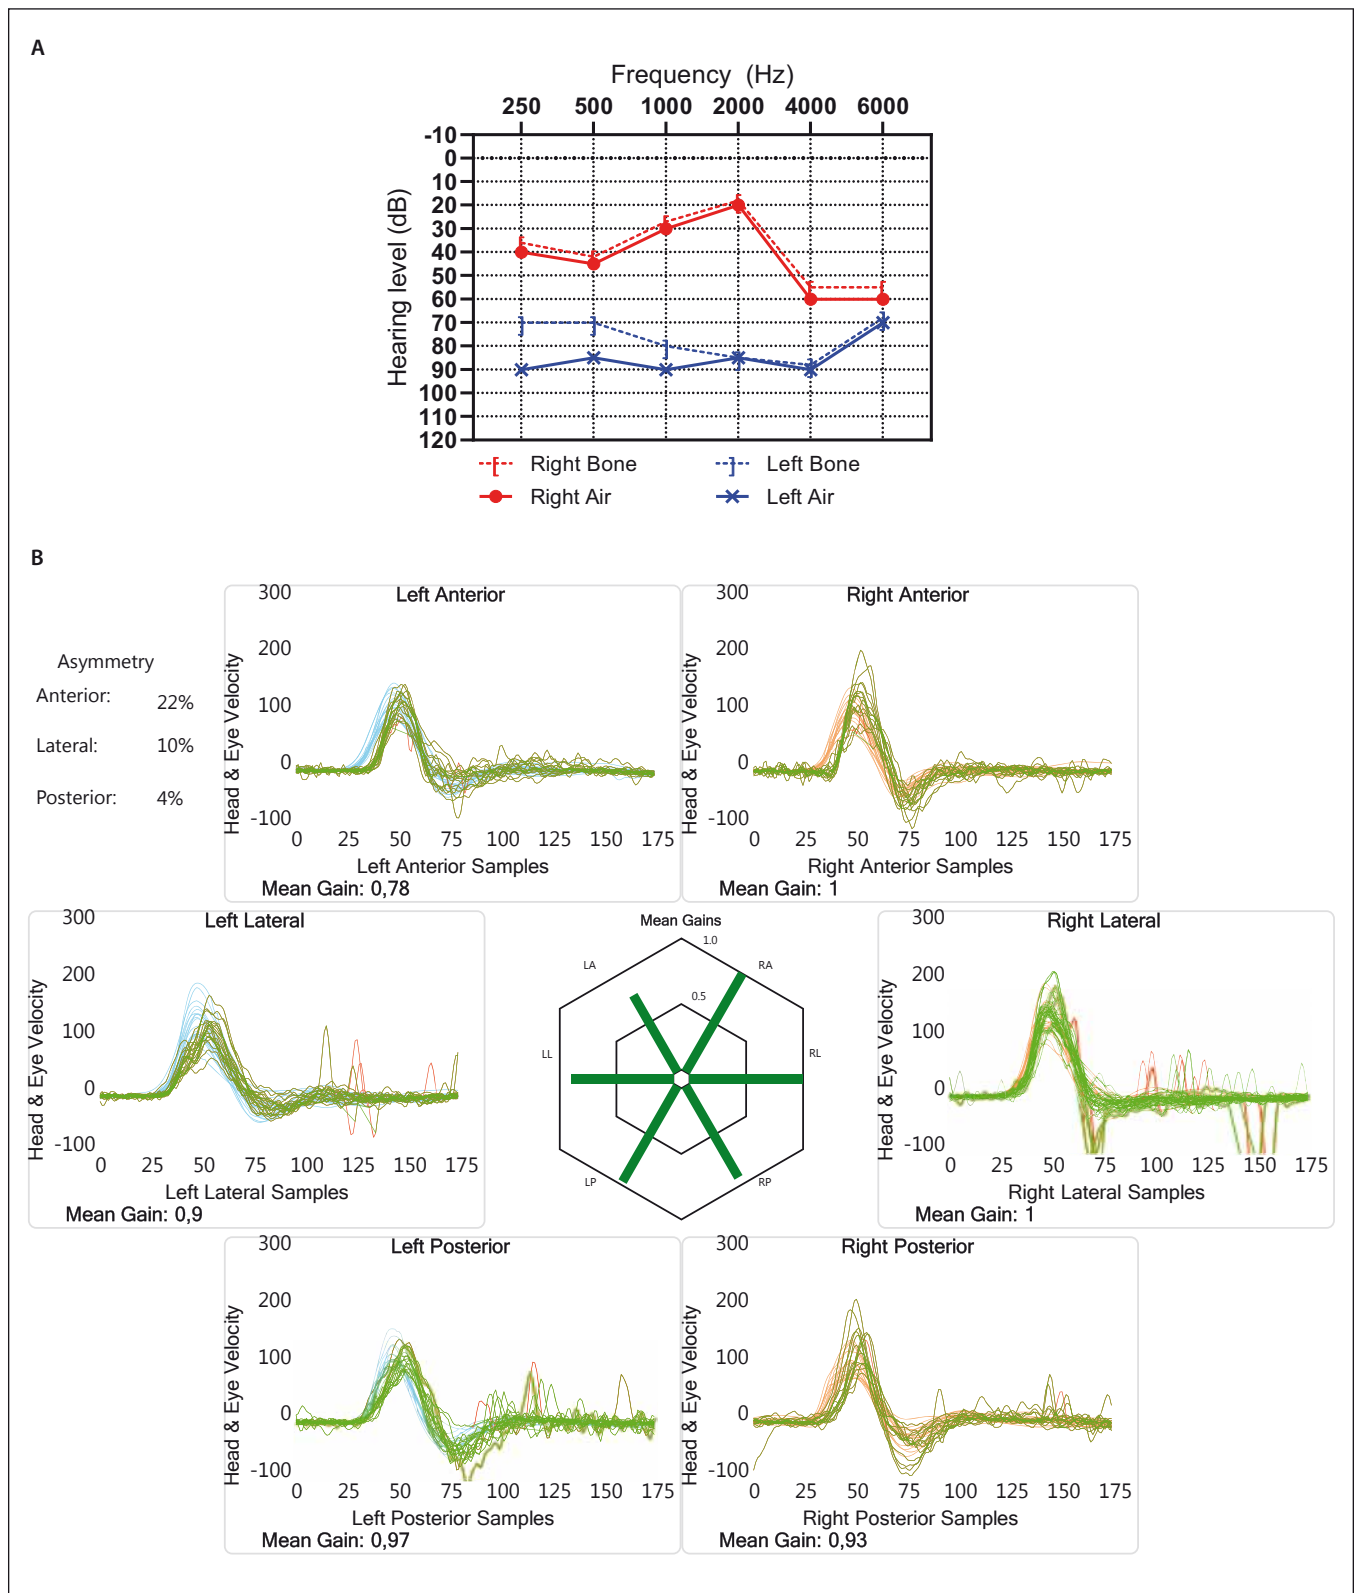 A
Frequency (Hz)
250 500 1000 2000 4000 6000
Hearing level (dB)
-10
0
10
20
30
40
50
60
70
80
90
100
110
120
Right Bone Left Bone
Right Air Left Air
B
Asymmetry
Anterior: 22%
Lateral: 10%
Posterior: 4%
Left Anterior
Head & Eye Velocity
300
200
100
0
-100
0 25 50 75 100 125 150 175
Left Anterior Samples
Mean Gain: 0,78
Right Anterior
Head & Eye Velocity
300
200
100
0
-100
0 25 50 75 100 125 150 175
Right Anterior Samples
Mean Gain: 1
Left Lateral
Head & Eye Velocity
300
200
100
0
-100
0 25 50 75 100 125 150 175
Left Lateral Samples
Mean Gain: 0,9
Mean Gains
1.0
LA RA
0.5
LL RL
LP RP
Right Lateral
Head & Eye Velocity
300
200
100
0
-100
0 25 50 75 100 125 150 175
Right Lateral Samples
Mean Gain: 1
Left Posterior
Head & Eye Velocity
300
200
100
0
-100
0 25 50 75 100 125 150 175
Left Posterior Samples
Mean Gain: 0,97
Right Posterior
Head & Eye Velocity
300
200
100
0
-100
0 25 50 75 100 125 150 175
Right Posterior Samples
Mean Gain: 0,93